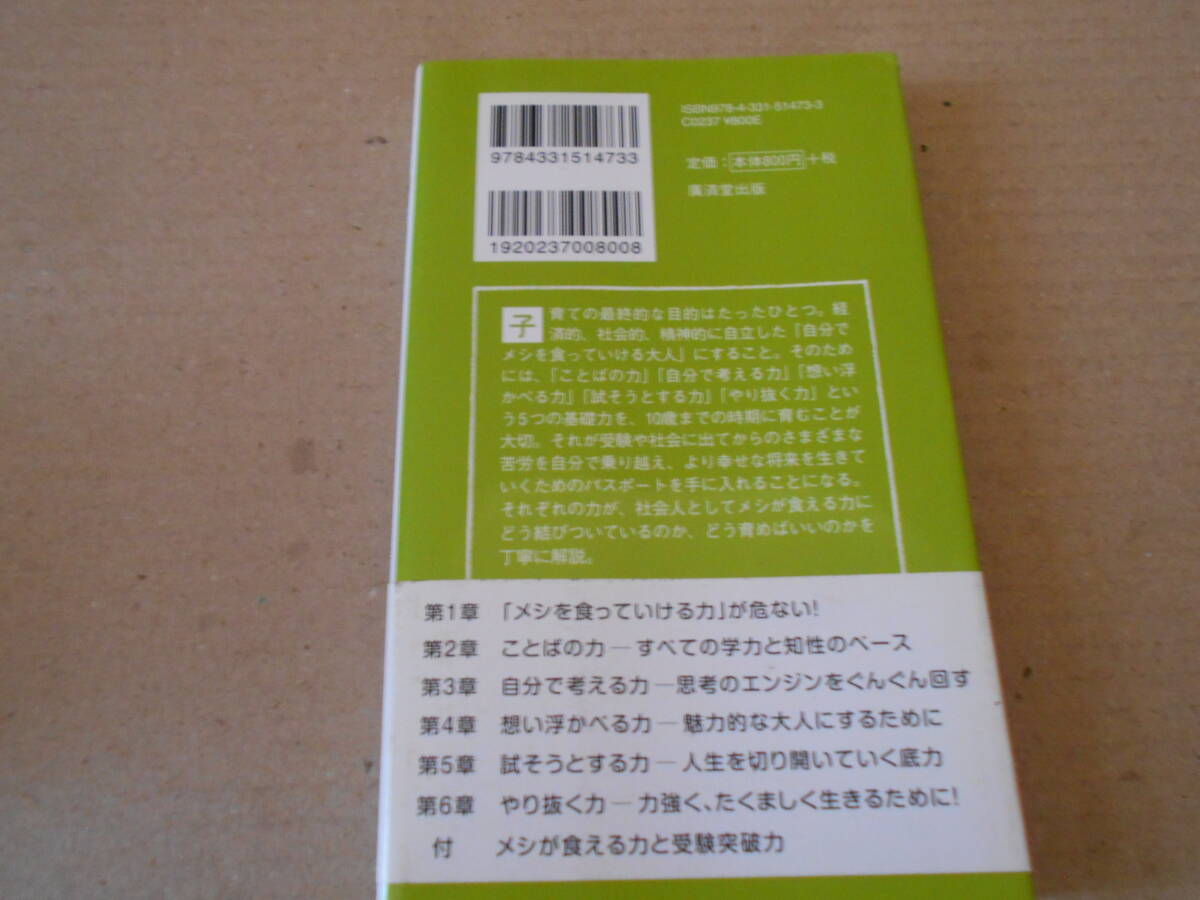 9784331514733
1920237008008
ISBN978-4-331-51473-3
C0237 ¥800E
定価：本体800円+税
廣済堂出版
子育ての最終的な目的はたったひとつ。経
済的、社会的、精神的に自立した「自分で
メシを食っていける大人」にすること。そのため
には、「ことばの力」「自分で考える力」「想い浮
かべる力」「試そうとする力」「やり抜く力」とい
う5つの基礎力を、10歳までの時期に育むことが
大切。それが受験や社会に出てからのさまざまな
苦労を自分で乗り越え、より幸せな将来を生きて
いくためのパスポートを手に入れることになる。
それぞれの力が、社会人としてメシが食える力に
どう結びついているのか、どう育めばいいのかを
丁寧に解説。
第1章 「メシを食っていける力」が危ない!
第2章 ことばの力―すべての学力と知性のベース
第3章 自分で考える力―思考のエンジンをぐんぐん回す
第4章 想い浮かべる力―魅力的な大人にするために
第5章 試そうとする力―人生を切り開いていく底力
第6章 やり抜く力―力強く、たくましく生きるために!
付 メシが食える力と受験突破力